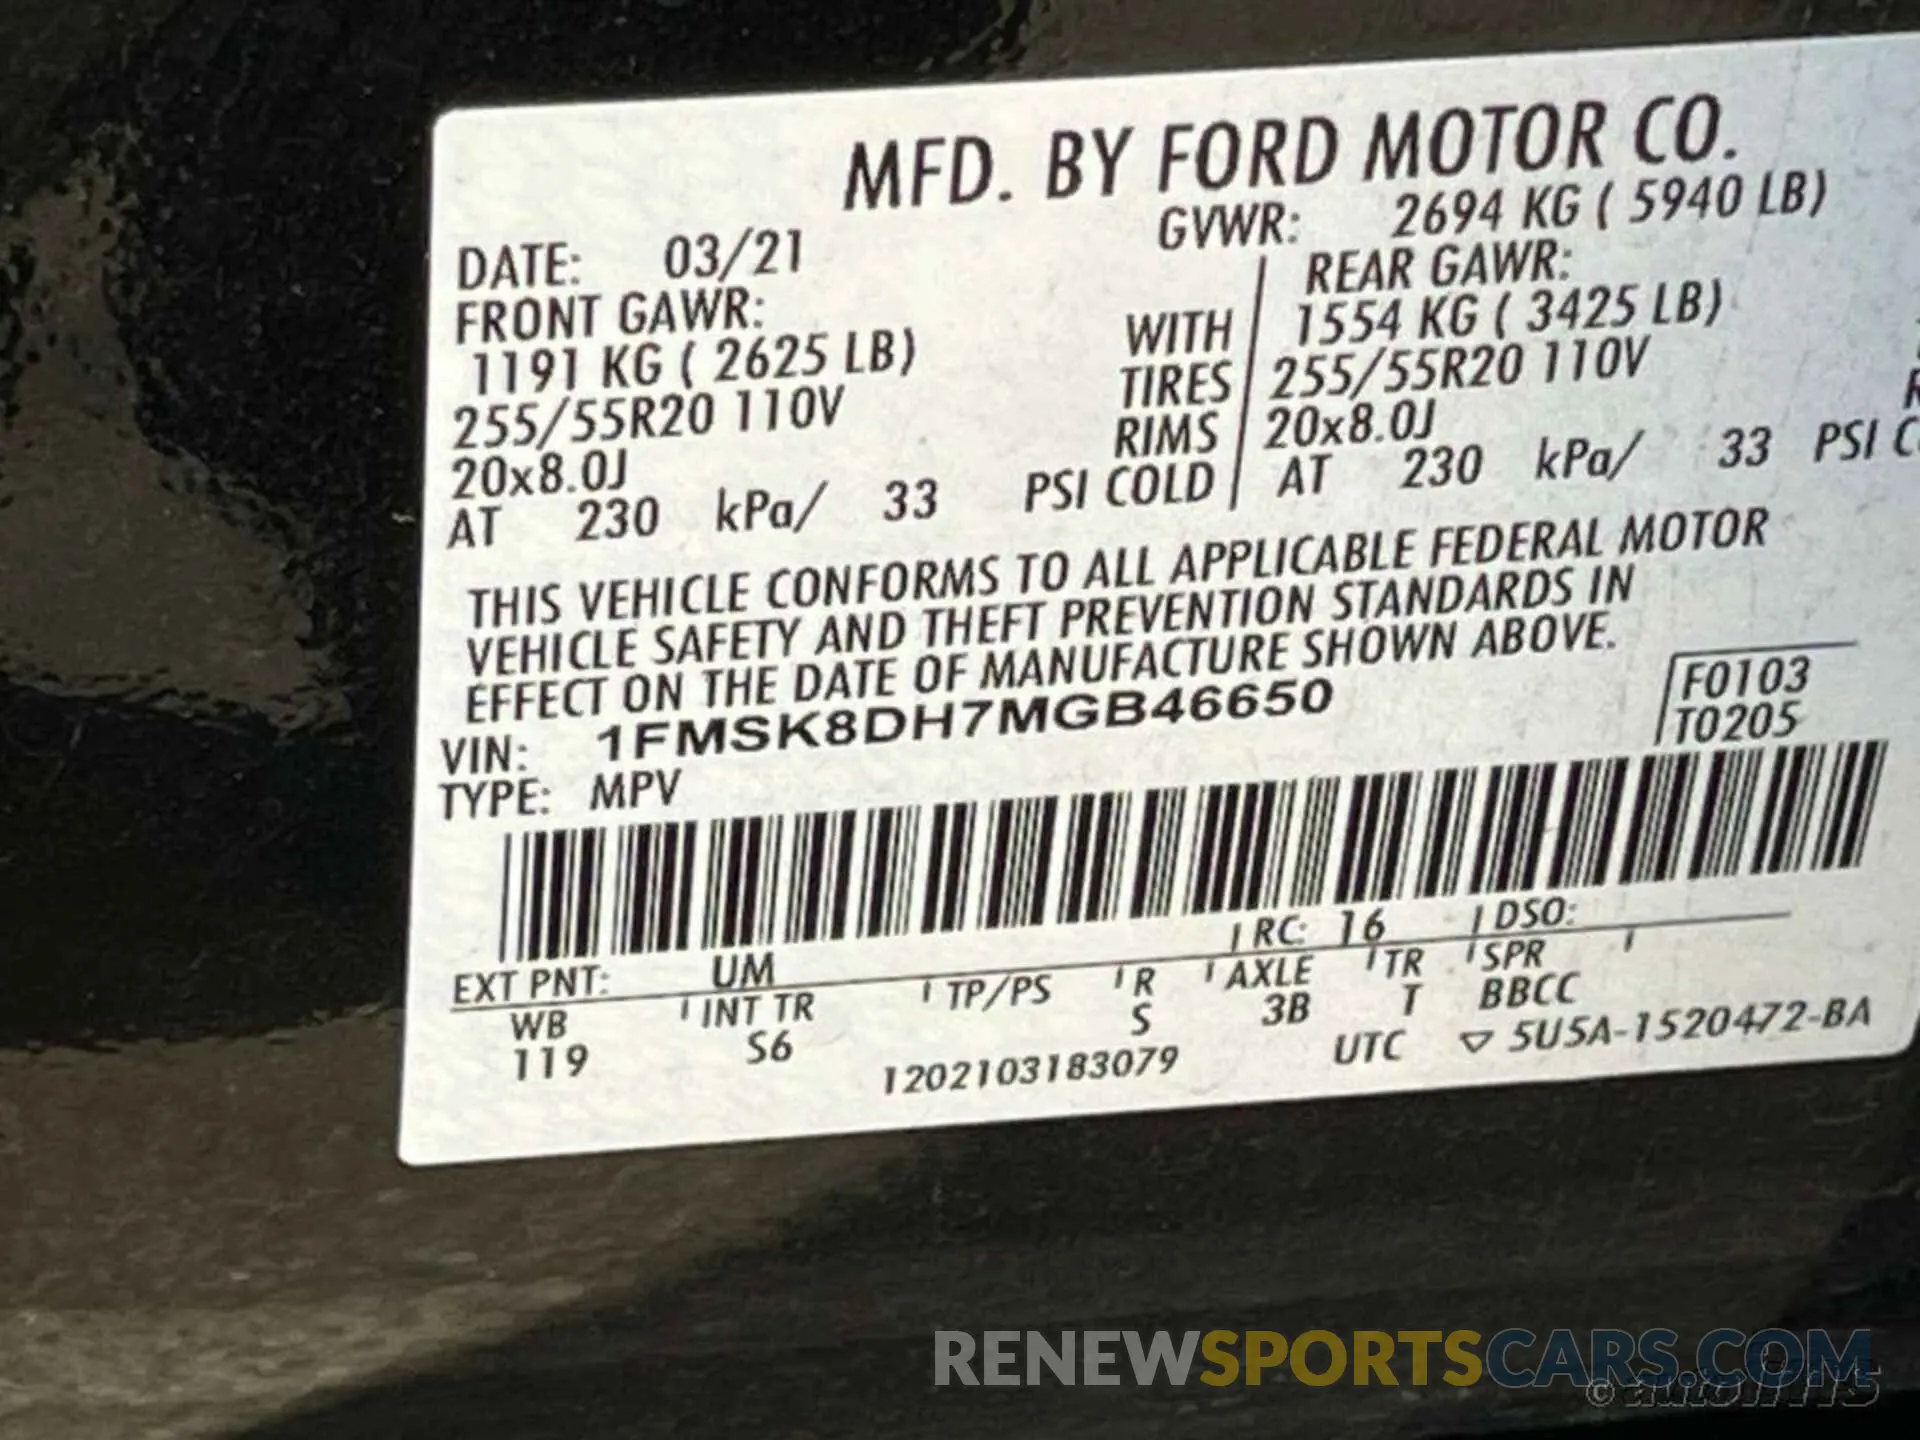 MFD. BY FORD MOTOR CO.
DATE: 03/21 GVWR: 2694 KG ( 5940 LB)
FRONT GAWR: REAR GAWR:
1191 KG ( 2625 LB) WITH 1554 KG ( 3425 LB)
255/55R20 110V TIRES 255/55R20 110V
20x8.0J RIMS 20x8.0J
AT 230 kPa/ 33 PSI COLD AT 230 kPa/ 33 PSI
THIS VEHICLE CONFORMS TO ALL APPLICABLE FEDERAL MOTOR
VEHICLE SAFETY AND THEFT PREVENTION STANDARDS IN
EFFECT ON THE DATE OF MANUFACTURE SHOWN ABOVE.
VIN: 1FMSK8DH7MGB46650 F0103
TYPE: MPV T0205
EXT PNT: UM RC: 16 DSO:
WB INT TR TP/PS R AXLE TR SPR
119 S6 S 3B T BBCC
1202103183079 UTC ▽ 5U5A-1520472-BA
RENEWSPORTSCARS.COM